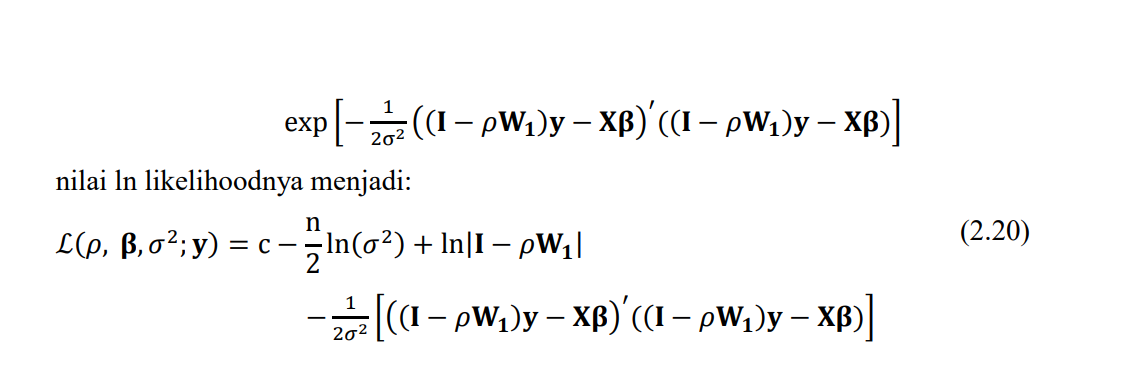 exp[−1/2σ² ((𝐈 − ρ𝐖₁)𝐲 − 𝐗𝛃)′((𝐈 − ρ𝐖₁)𝐲 − 𝐗𝛃)]
nilai ln likelihoodnya menjadi:
ℒ(ρ, 𝛃, σ²; 𝐲) = c − n/2 ln(σ²) + ln|𝐈 − ρ𝐖₁| (2.20)
−1/2σ² [((𝐈 − ρ𝐖₁)𝐲 − 𝐗𝛃)′((𝐈 − ρ𝐖₁)𝐲 − 𝐗𝛃)]